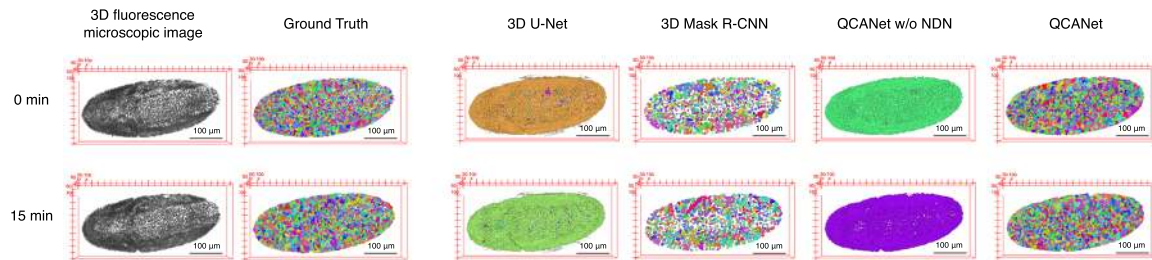 3D fluorescence
microscopic image
Ground Truth
3D U-Net
3D Mask R-CNN
QCANet w/o NDN
QCANet
0 min
100 µm
100 µm
100 µm
100 µm
100 µm
100 µm
15 min
100 µm
100 µm
100 µm
100 µm
100 µm
100 µm